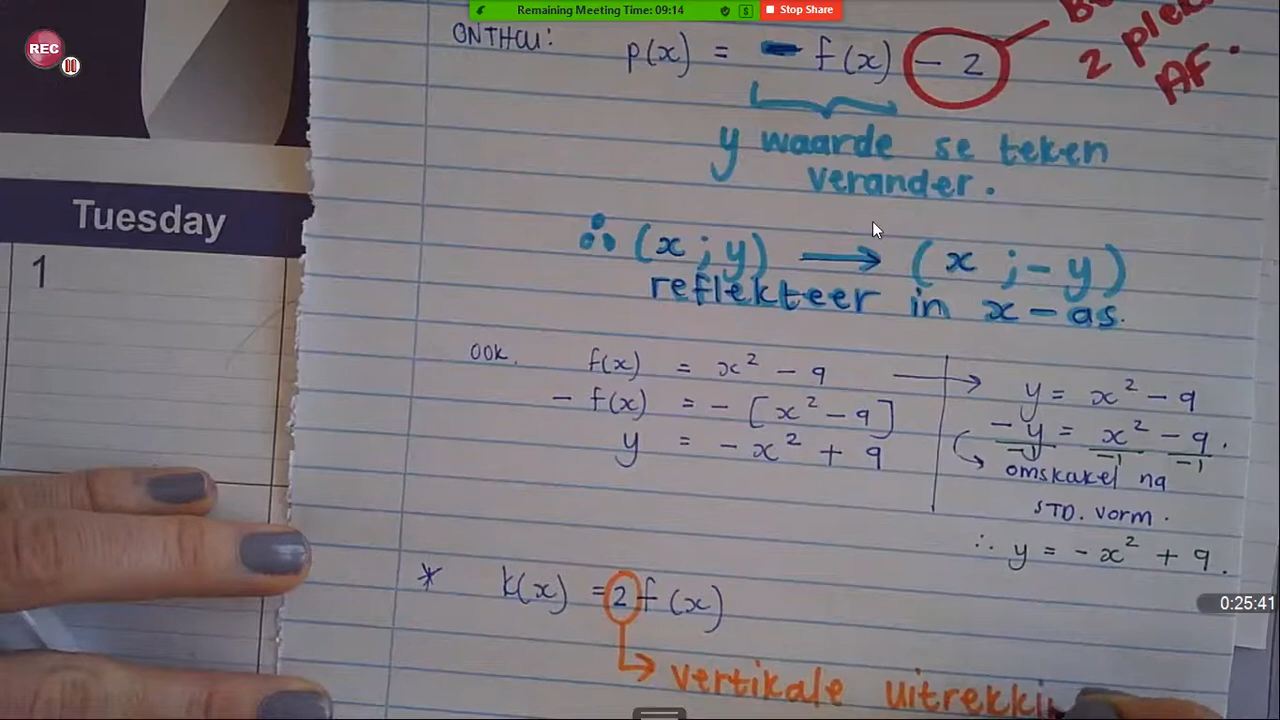 Remaining Meeting Time: 09:14
$
Stop Share
REC
ONTHOU:
p(x) = - f(x) - 2
2 plekke
AF.
y waarde se teken
verander.
∴ (x ; y) → (x ; - y)
reflekteer in x - as.
OOK.
f(x) = x² - 9 → y = x² - 9
- f(x) = - [x² - 9]
- y = x² - 9.
-1 -1 -1
y = - x² + 9
omskakel na
STD. vorm.
∴ y = - x² + 9.
* k(x) = 2 f(x)
vertikale uitrekki
Tuesday
1
0:25:41